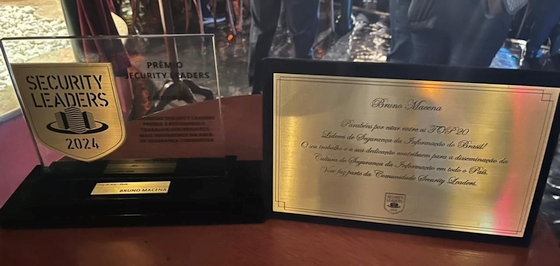 SECURITY
LEADERS
2024
PRÊMIO
SECURITY LEADERS
BRUNO MACENA
Bruno Macena
Parabéns por estar entre os TOP 20
Líderes de Segurança da Informação do Brasil!
O seu trabalho e a sua dedicação contribuem para a disseminação da
Cultura de Segurança da Informação em todo o País.
Você faz parte da Comunidade Security Leaders.